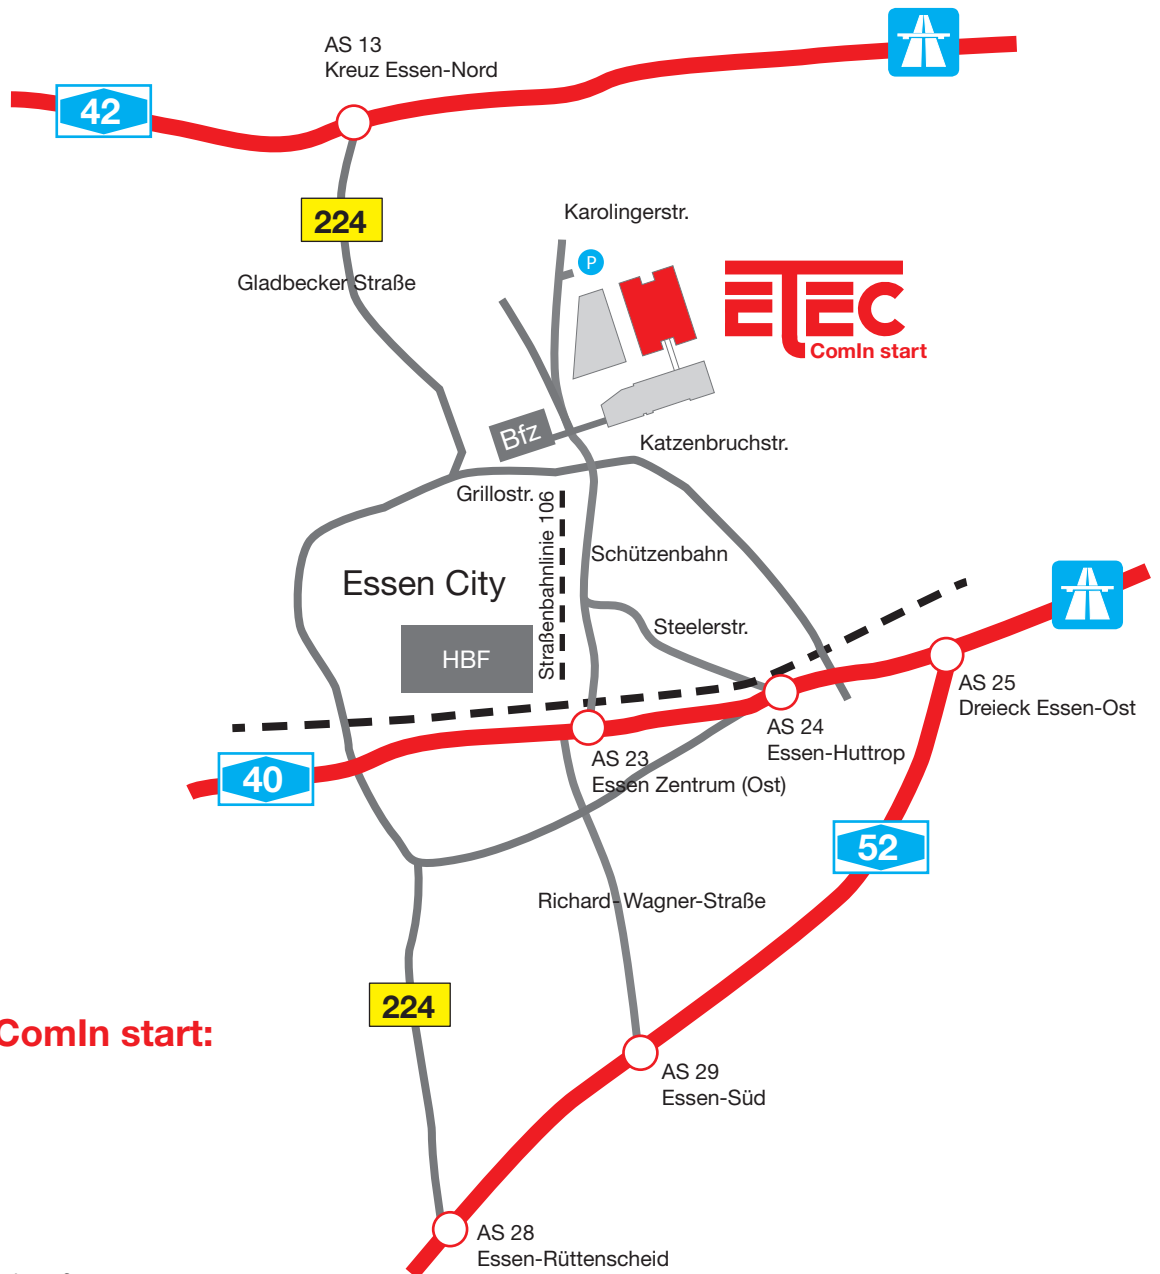 AS 13
Kreuz Essen-Nord
42
224
Karolingerstr.
P
Gladbecker Straße
ETEC
ComIn start
Bfz
Katzenbruchstr.
Grillostr.
Straßenbahnlinie 106
Schützenbahn
Essen City
Steelerstr.
HBF
AS 25
Dreieck Essen-Ost
AS 24
Essen-Huttrop
AS 23
Essen Zentrum (Ost)
40
52
Richard-Wagner-Straße
224
ComIn start:
AS 29
Essen-Süd
AS 28
Essen-Rüttenscheid